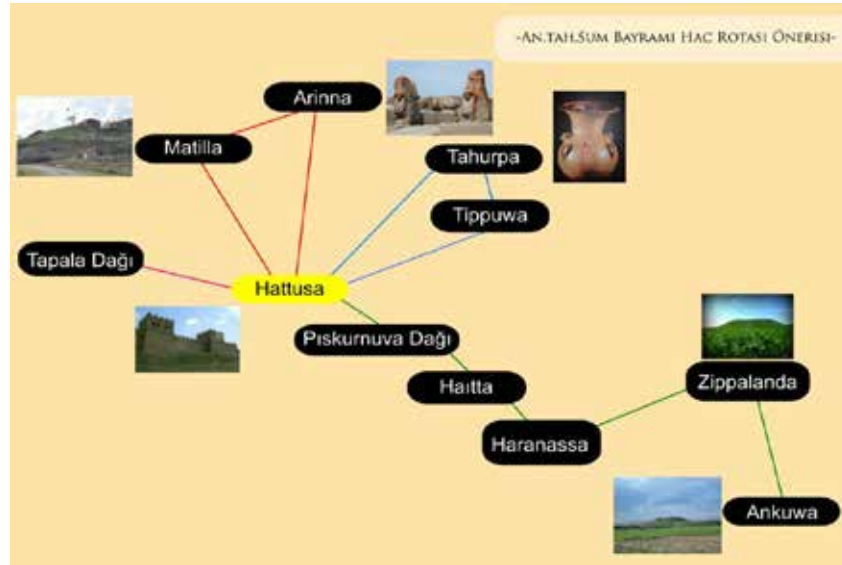 -AN.TAH.ŠUM BAYRAMI HAC ROTASI ÖNERISI-
Arinna
Matilla
Tahurpa
Tippuwa
Tapala Dağı
Hattusa
Pıskurnuva Dağı
Haıtta
Zippalanda
Haranassa
Ankuwa